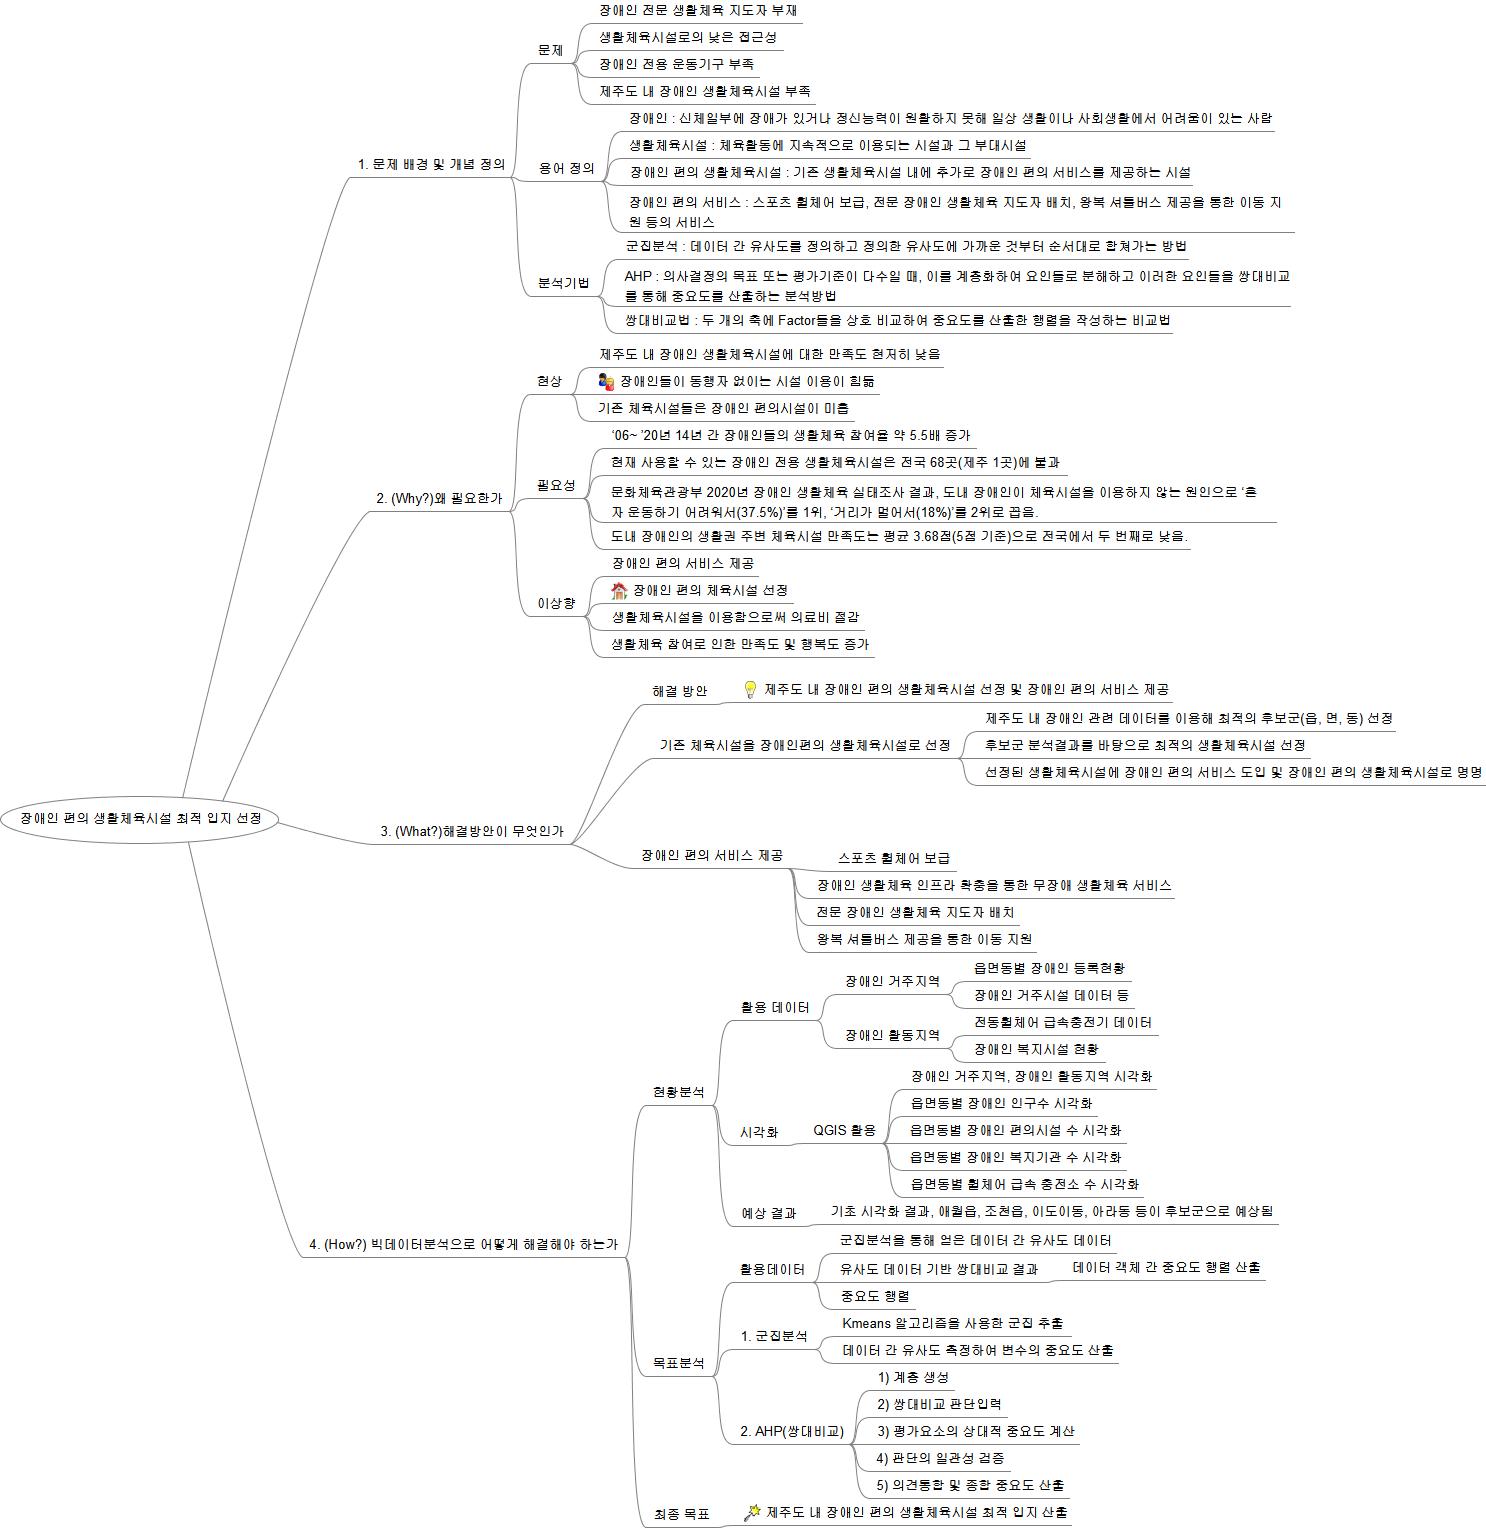 장애인 전문 생활체육 지도자 부재
생활체육시설로의 낮은 접근성
문제
장애인 전용 운동기구 부족
제주도 내 장애인 생활체육시설 부족
장애인 : 신체일부에 장애가 있거나 정신능력이 원활하지 못해 일상 생활이나 사회생활에서 어려움이 있는 사람
생활체육시설 : 체육활동에 지속적으로 이용되는 시설과 그 부대시설
1. 문제 배경 및 개념 정의
용어 정의
장애인 편의 생활체육시설 : 기존 생활체육시설 내에 추가로 장애인 편의 서비스를 제공하는 시설
장애인 편의 서비스 : 스포츠 휠체어 보급, 전문 장애인 생활체육 지도자 배치, 왕복 셔틀버스 제공을 통한 이동 지
원 등의 서비스
군집분석 : 데이터 간 유사도를 정의하고 정의한 유사도에 가까운 것부터 순서대로 합쳐가는 방법
분석기법
AHP : 의사결정의 목표 또는 평가기준이 다수일 때, 이를 계층화하여 요인들로 분해하고 이러한 요인들을 쌍대비교
를 통해 중요도를 산출하는 분석방법
쌍대비교법 : 두 개의 축에 Factor들을 상호 비교하여 중요도를 산출한 행렬을 작성하는 비교법
제주도 내 장애인 생활체육시설에 대한 만족도 현저히 낮음
현상
장애인들이 동행자 없이는 시설 이용이 힘듦
기존 체육시설들은 장애인 편의시설이 미흡
‘06~ ’20년 14년 간 장애인들의 생활체육 참여율 약 5.5배 증가
현재 사용할 수 있는 장애인 전용 생활체육시설은 전국 68곳(제주 1곳)에 불과
2. (Why?)왜 필요한가
필요성
문화체육관광부 2020년 장애인 생활체육 실태조사 결과, 도내 장애인이 체육시설을 이용하지 않는 원인으로 ‘혼
자 운동하기 어려워서(37.5%)’를 1위, ‘거리가 멀어서(18%)’를 2위로 꼽음.
도내 장애인의 생활권 주변 체육시설 만족도는 평균 3.68점(5점 기준)으로 전국에서 두 번째로 낮음.
장애인 편의 서비스 제공
이상향
장애인 편의 체육시설 선정
생활체육시설을 이용함으로써 의료비 절감
생활체육 참여로 인한 만족도 및 행복도 증가
해결 방안
제주도 내 장애인 편의 생활체육시설 선정 및 장애인 편의 서비스 제공
제주도 내 장애인 관련 데이터를 이용해 최적의 후보군(읍, 면, 동) 선정
기존 체육시설을 장애인편의 생활체육시설로 선정
후보군 분석결과를 바탕으로 최적의 생활체육시설 선정
선정된 생활체육시설에 장애인 편의 서비스 도입 및 장애인 편의 생활체육시설로 명명
장애인 편의 생활체육시설 최적 입지 선정
3. (What?)해결방안이 무엇인가
장애인 편의 서비스 제공
스포츠 휠체어 보급
장애인 생활체육 인프라 확충을 통한 무장애 생활체육 서비스
전문 장애인 생활체육 지도자 배치
왕복 셔틀버스 제공을 통한 이동 지원
활용 데이터
장애인 거주지역
읍면동별 장애인 등록현황
장애인 거주시설 데이터 등
장애인 활동지역
전동휠체어 급속충전기 데이터
장애인 복지시설 현황
현황분석
장애인 거주지역, 장애인 활동지역 시각화
읍면동별 장애인 인구수 시각화
시각화
QGIS 활용
읍면동별 장애인 편의시설 수 시각화
읍면동별 장애인 복지기관 수 시각화
읍면동별 휠체어 급속 충전소 수 시각화
예상 결과
기초 시각화 결과, 애월읍, 조천읍, 이도이동, 아라동 등이 후보군으로 예상됨
4. (How?) 빅데이터분석으로 어떻게 해결해야 하는가
군집분석을 통해 얻은 데이터 간 유사도 데이터
활용데이터
유사도 데이터 기반 쌍대비교 결과
데이터 객체 간 중요도 행렬 산출
중요도 행렬
1. 군집분석
Kmeans 알고리즘을 사용한 군집 추출
데이터 간 유사도 측정하여 변수의 중요도 산출
목표분석
1) 계층 생성
2) 쌍대비교 판단입력
2. AHP(쌍대비교)
3) 평가요소의 상대적 중요도 계산
4) 판단의 일관성 검증
5) 의견통합 및 종합 중요도 산출
최종 목표
제주도 내 장애인 편의 생활체육시설 최적 입지 산출